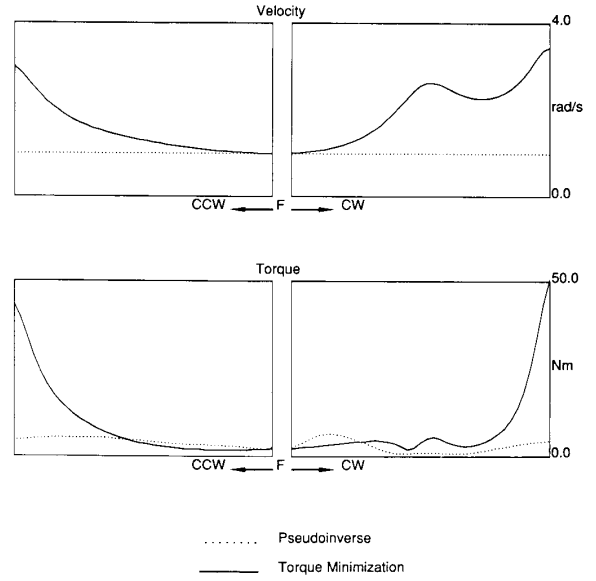 Velocity
4.0
rad/s
0.0
CCW F CW
Torque
50.0
Nm
0.0
CCW F CW
Pseudoinverse
Torque Minimization